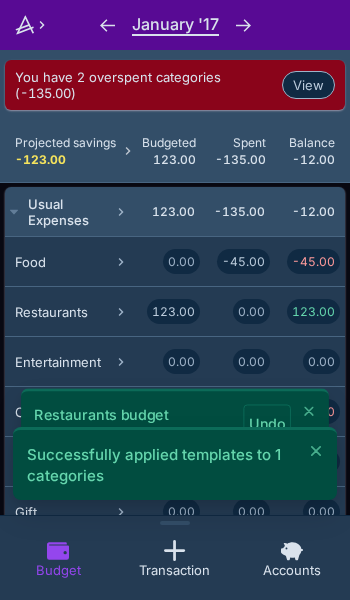 January '17
You have 2 overspent categories
(-135.00)
View
Projected savings
-123.00
Budgeted
123.00
Spent
-135.00
Balance
-12.00
Usual
Expenses
123.00
-135.00
-12.00
Food
0.00
-45.00
-45.00
Restaurants
123.00
0.00
123.00
Entertainment
0.00
0.00
0.00
Restaurants budget
Undo
Successfully applied templates to 1
categories
Gift
0.00
0.00
0.00
Budget
Transaction
Accounts